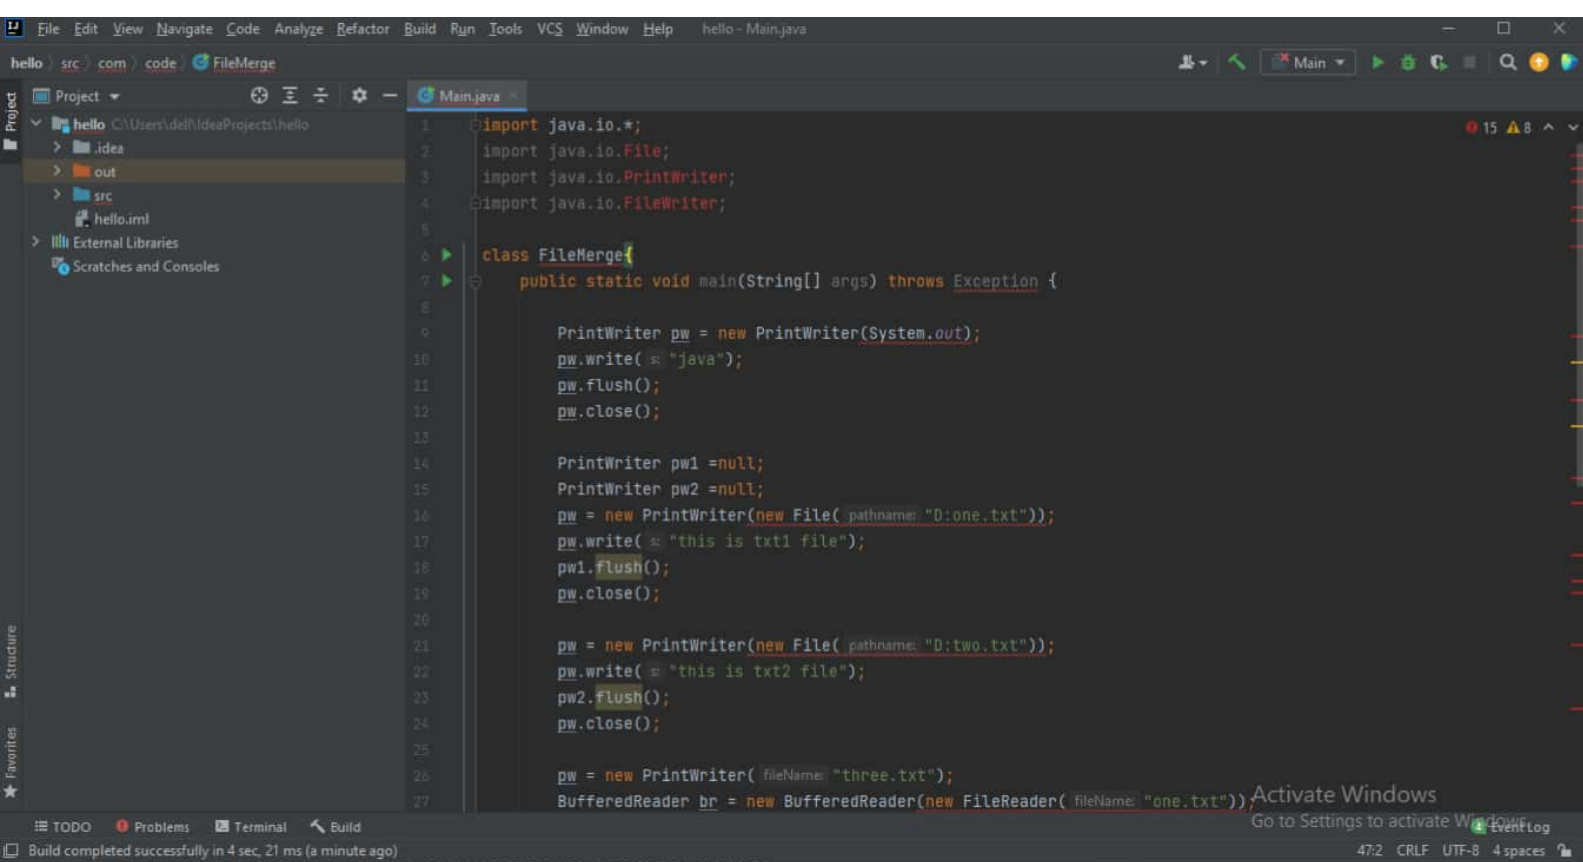 File Edit View Navigate Code Analyze Refactor Build Run Tools VCS Window Help hello - Main.java
hello src com code FileMerge Main
Project Main.java
Project
hello C:\Users\dell\IdeaProjects\hello
.idea
out
src
hello.iml
External Libraries
Scratches and Consoles
15 8
1 import java.io.*;
2 import java.io.File;
3 import java.io.PrintWriter;
4 import java.io.FileWriter;
5
6 class FileMerge{
7 public static void main(String[] args) throws Exception {
8
9 PrintWriter pw = new PrintWriter(System.out);
10 pw.write( s: "java");
11 pw.flush();
12 pw.close();
13
14 PrintWriter pw1 =null;
15 PrintWriter pw2 =null;
16 pw = new PrintWriter(new File( pathname: "D:one.txt"));
17 pw.write( s: "this is txt1 file");
18 pw1.flush();
19 pw.close();
20
21 pw = new PrintWriter(new File( pathname: "D:two.txt"));
22 pw.write( s: "this is txt2 file");
23 pw2.flush();
24 pw.close();
25
26 pw = new PrintWriter( fileName: "three.txt");
27 BufferedReader br = new BufferedReader(new FileReader( fileName: "one.txt"));
Structure
Favorites
Activate Windows
Go to Settings to activate Windows.
TODO Problems Terminal Build 4 Event Log
Build completed successfully in 4 sec, 21 ms (a minute ago) 47:2 CRLF UTF-8 4 spaces